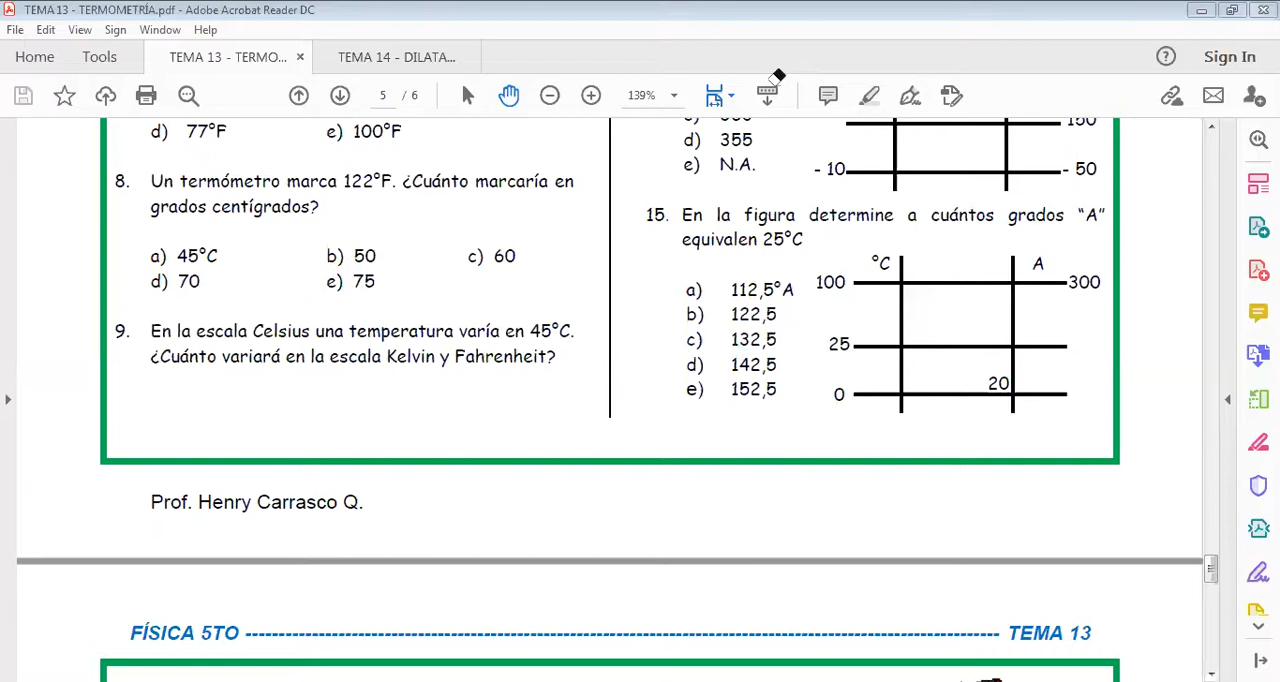 TEMA 13 - TERMOMETRÍA.pdf - Adobe Acrobat Reader DC
File Edit View Sign Window Help
Home Tools TEMA 13 - TERMO... × TEMA 14 - DILATA... Sign In
5 / 6 139%
d) 77°F e) 100°F
8. Un termómetro marca 122°F. ¿Cuánto marcaría en
grados centígrados?
a) 45°C b) 50 c) 60
d) 70 e) 75
9. En la escala Celsius una temperatura varía en 45°C.
¿Cuánto variará en la escala Kelvin y Fahrenheit?
150
d) 355
e) N.A.
- 10 - 50
15. En la figura determine a cuántos grados “A”
equivalen 25°C
°C A
a) 112,5°A 100 300
b) 122,5
c) 132,5 25
d) 142,5
e) 152,5 0 20
Prof. Henry Carrasco Q.
FÍSICA 5TO ------------------------------------------------------------------------------------------------ TEMA 13